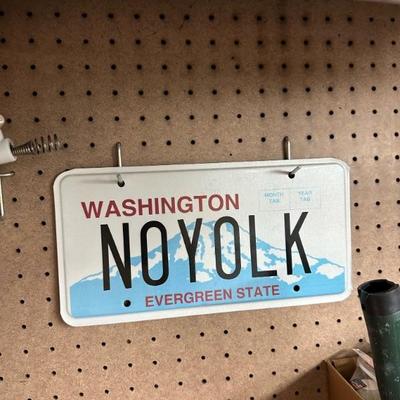 WASHINGTON
MONTH TAB
YEAR TAB
NOYOLK
EVERGREEN STATE